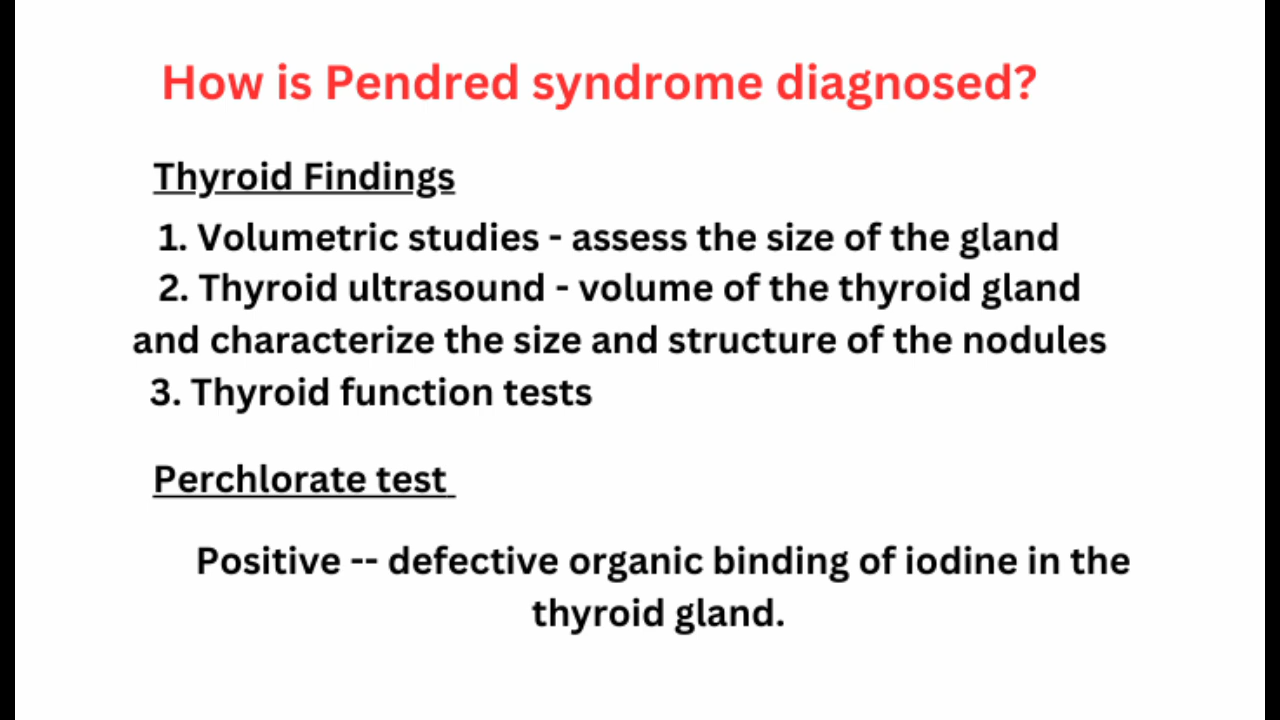 How is Pendred syndrome diagnosed?
Thyroid Findings
1. Volumetric studies - assess the size of the gland
2. Thyroid ultrasound - volume of the thyroid gland
and characterize the size and structure of the nodules
3. Thyroid function tests
Perchlorate test
Positive -- defective organic binding of iodine in the
thyroid gland.